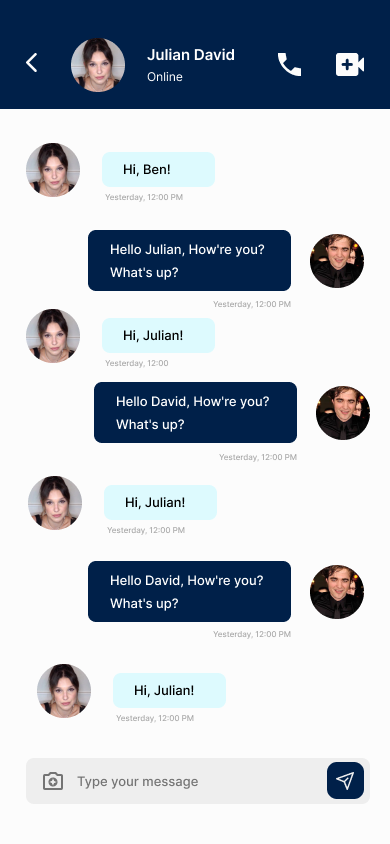 Julian David
Online
Hi, Ben!
Yesterday, 12:00 PM
Hello Julian, How're you?
What's up?
Yesterday, 12:00 PM
Hi, Julian!
Yesterday, 12:00
Hello David, How're you?
What's up?
Yesterday, 12:00 PM
Hi, Julian!
Yesterday, 12:00 PM
Hello David, How're you?
What's up?
Yesterday, 12:00 PM
Hi, Julian!
Yesterday, 12:00 PM
Type your message